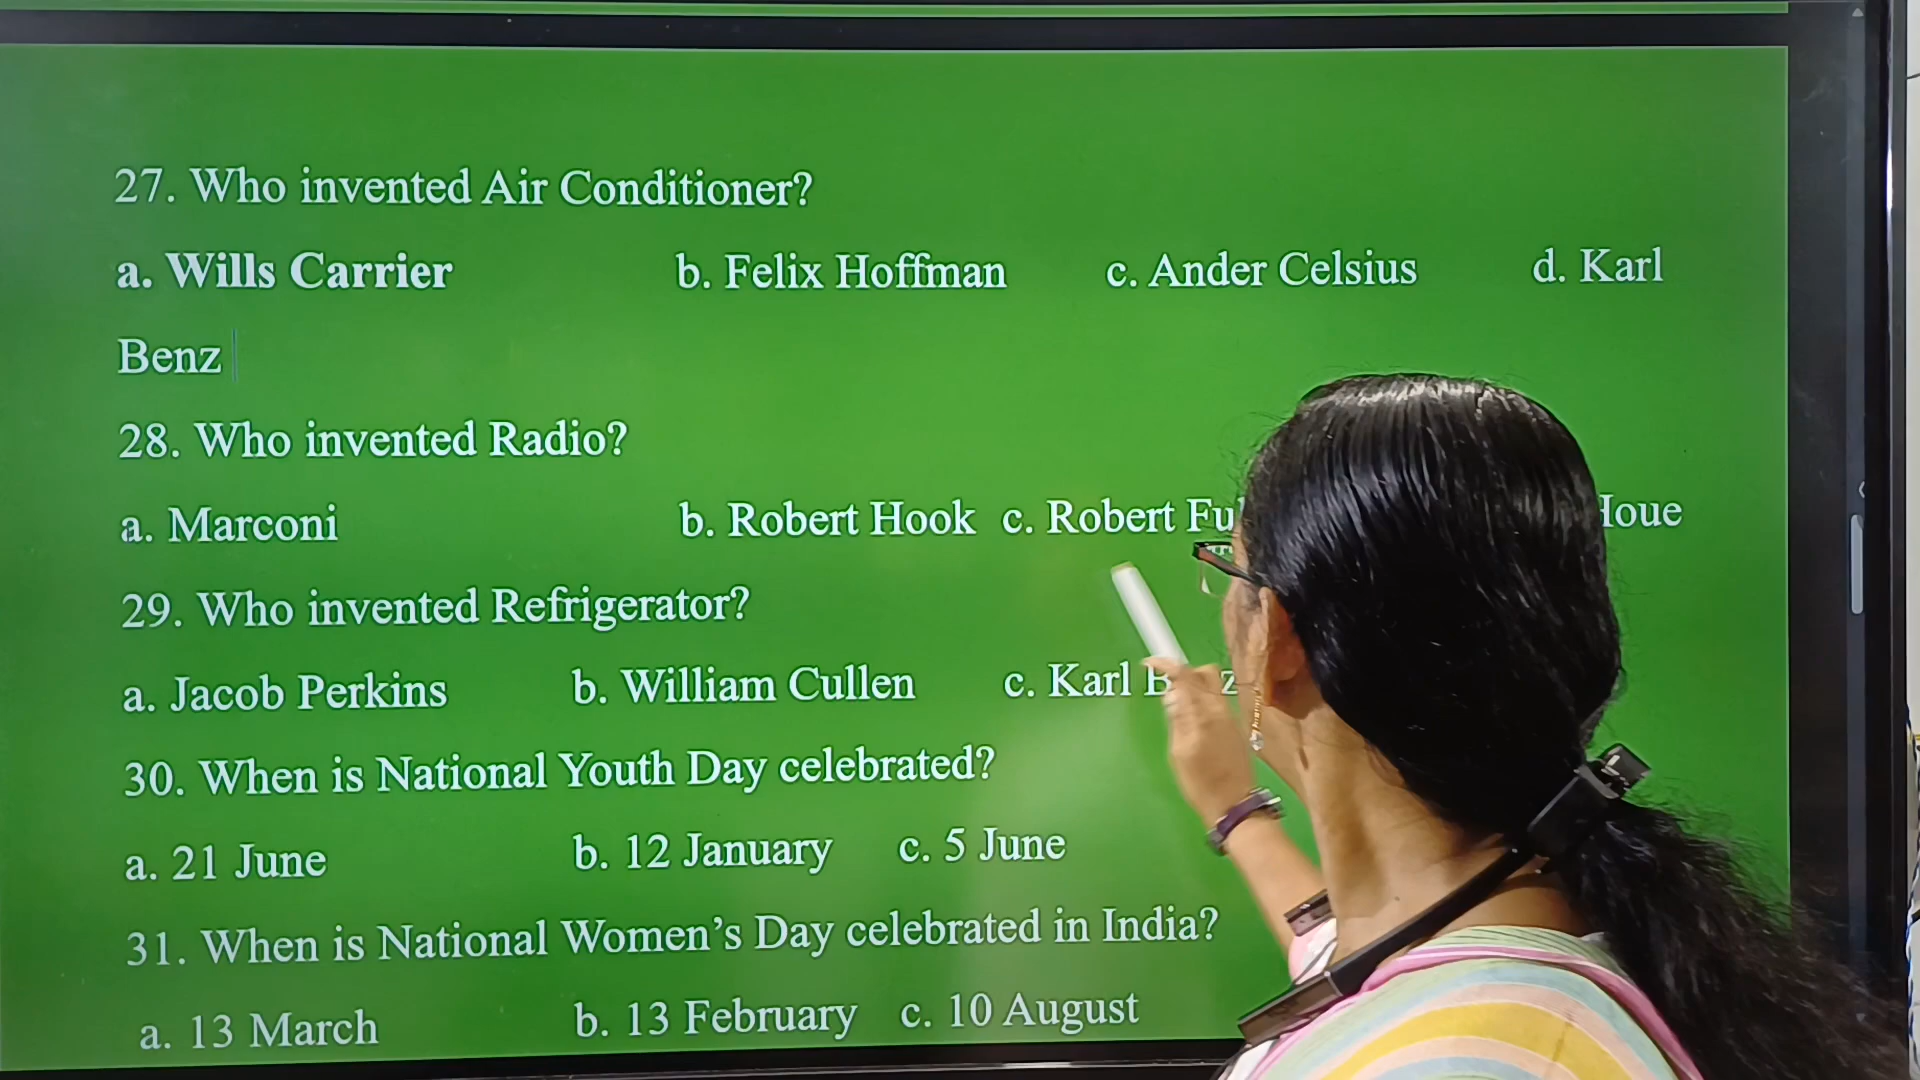 27. Who invented Air Conditioner?
a. Wills Carrier b. Felix Hoffman c. Ander Celsius d. Karl
Benz
28. Who invented Radio?
a. Marconi b. Robert Hook c. Robert
29. Who invented Refrigerator?
a. Jacob Perkins b. William Cullen c. Karl
30. When is National Youth Day celebrated?
a. 21 June b. 12 January c. 5 June
31. When is National Women’s Day celebrated in India?
a. 13 March b. 13 February c. 10 August